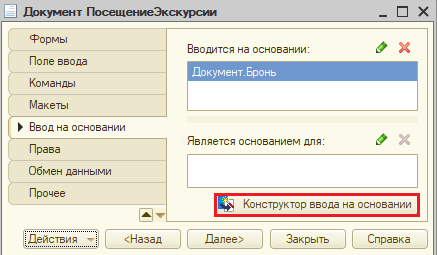 Документ ПосещениеЭкскурсии
Формы
Поле ввода
Команды
Макеты
Ввод на основании
Права
Обмен данными
Прочее
Вводится на основании:
Документ.Бронь
Является основанием для:
Конструктор ввода на основании
Действия
<Назад
Далее>
Закрыть
Справка